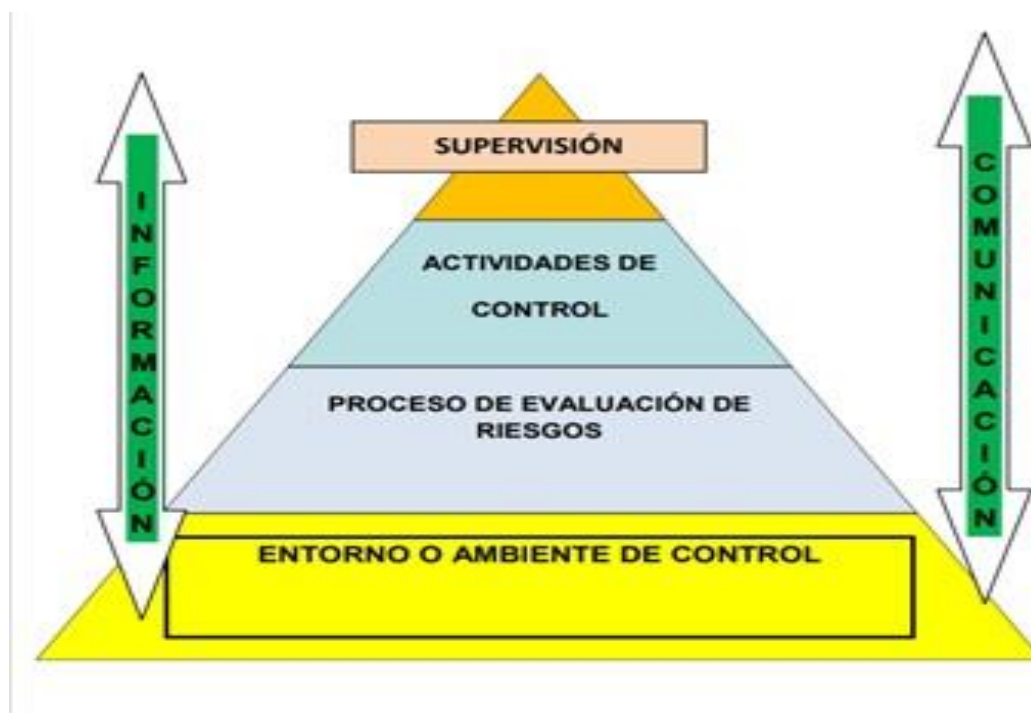 SUPERVISIÓN
INFORMACIÓN
COMUNICACIÓN
ACTIVIDADES DE
CONTROL
PROCESO DE EVALUACIÓN DE
RIESGOS
ENTORNO O AMBIENTE DE CONTROL